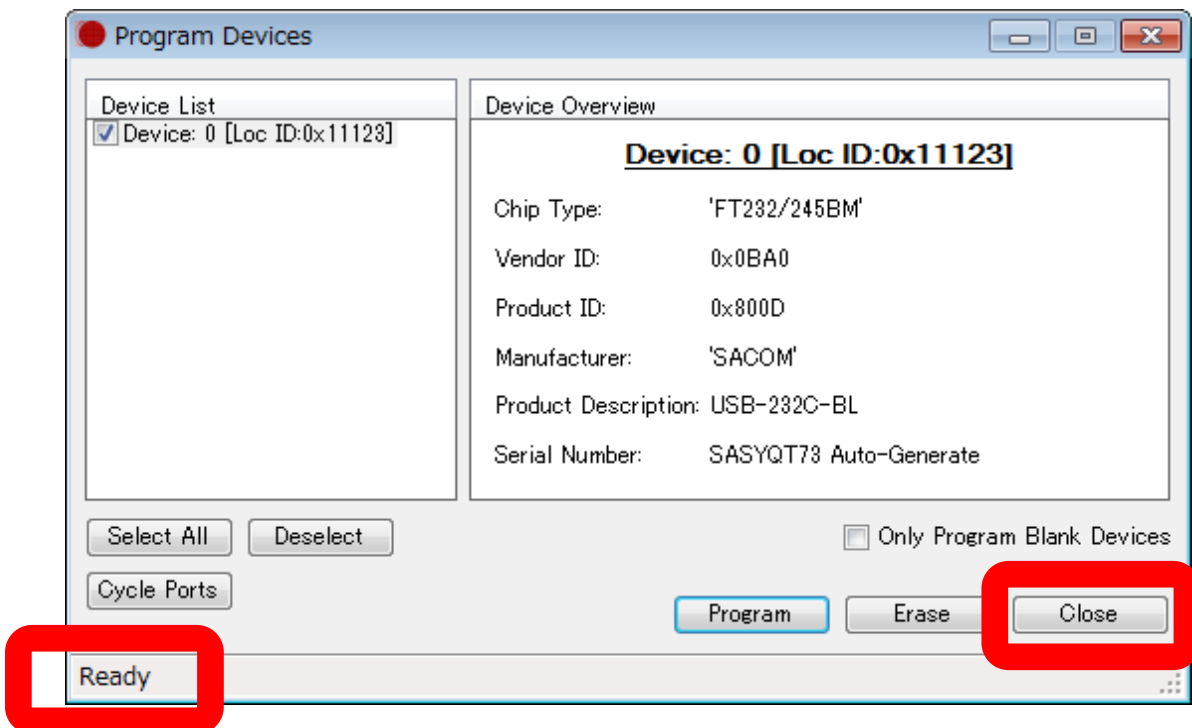 Program Devices
Device List
Device: 0 [Loc ID:0x11123]
Device Overview
Device: 0 [Loc ID:0x11123]
Chip Type: 'FT232/245BM'
Vendor ID: 0x0BA0
Product ID: 0x800D
Manufacturer: 'SACOM'
Product Description: USB-232C-BL
Serial Number: SASYQT73 Auto-Generate
Select All Deselect
Only Program Blank Devices
Cycle Ports
Program Erase Close
Ready